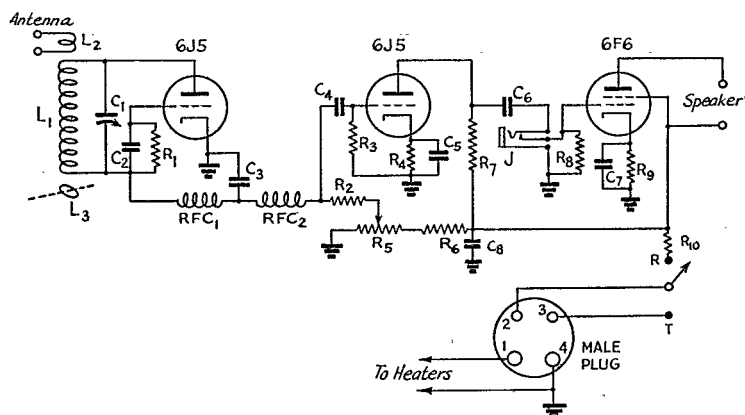 Antenna
L2
6J5
6J5
6F6
L1
C1
C2
R1
C3
C4
R3
R4
C5
C6
J
R7
R8
C7
R9
Speaker
L3
RFC1
RFC2
R2
R5
R6
C8
R10
R
T
2
3
1
4
MALE
PLUG
To Heaters